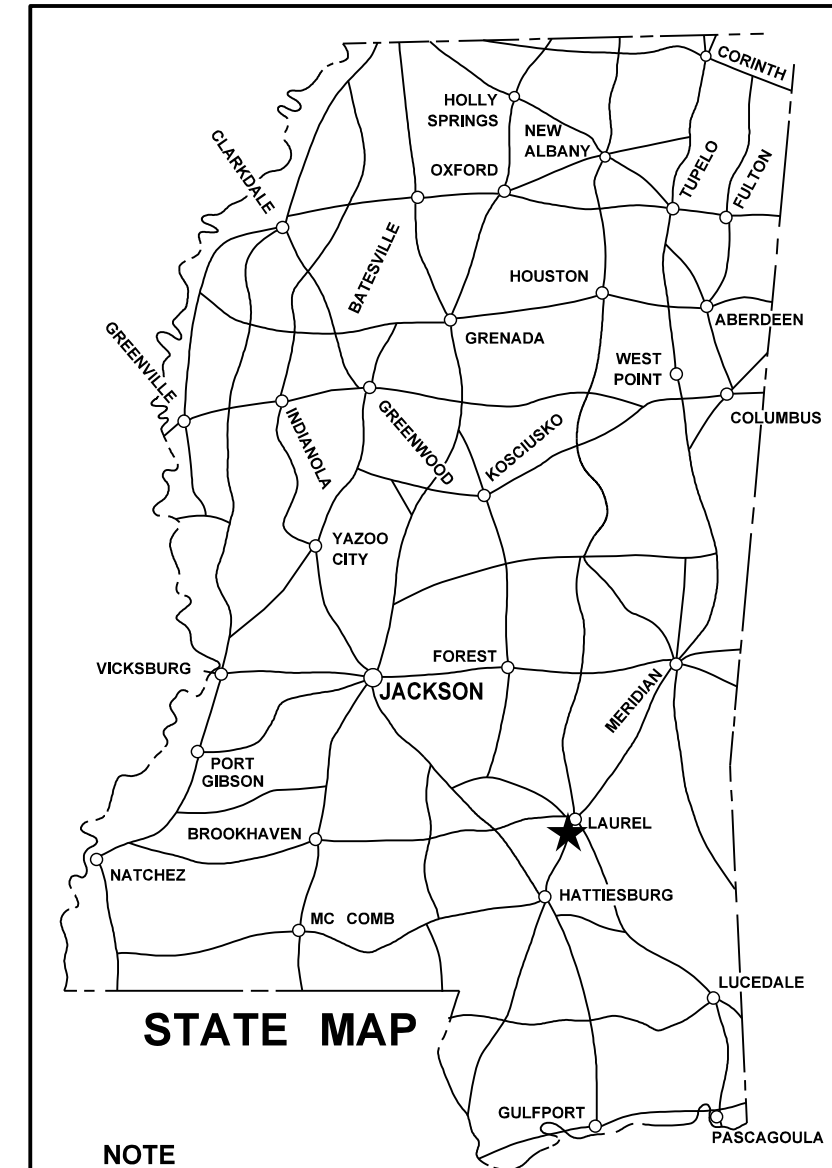 CORINTH
HOLLY
SPRINGS
NEW
ALBANY
CLARKDALE
OXFORD
TUPELO
FULTON
BATESVILLE
HOUSTON
ABERDEEN
GREENVILLE
GRENADA
WEST
POINT
COLUMBUS
INDIANOLA
GREENWOOD
KOSCIUSKO
YAZOO
CITY
VICKSBURG
FOREST
JACKSON
MERIDIAN
PORT
GIBSON
BROOKHAVEN
LAUREL
NATCHEZ
HATTIESBURG
MC COMB
LUCEDALE
STATE MAP
GULFPORT
PASCAGOULA
NOTE